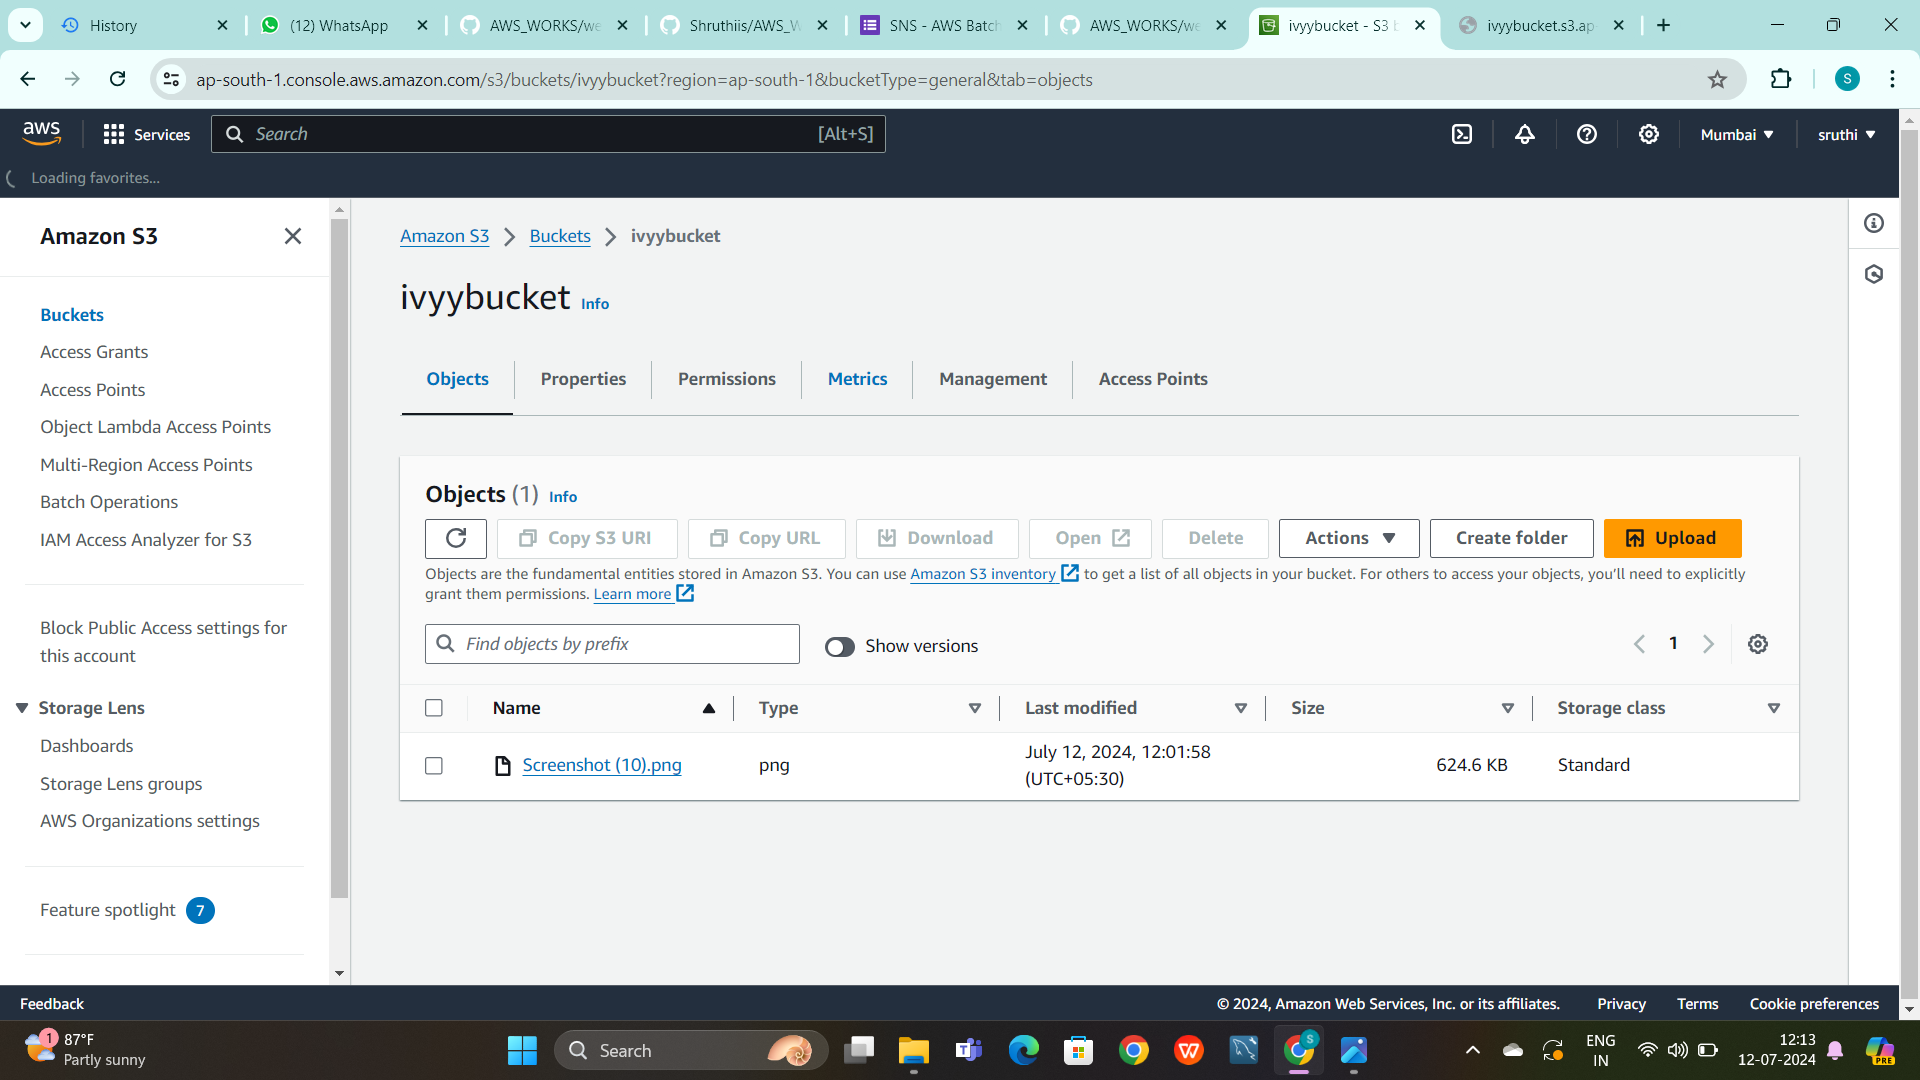 History
(12) WhatsApp
AWS_WORKS/we
Shruthiis/AWS_W
SNS - AWS Batch
AWS_WORKS/we
ivyybucket - S3 b
ivyybucket.s3.ap-
ap-south-1.console.aws.amazon.com/s3/buckets/ivyybucket?region=ap-south-1&bucketType=general&tab=objects
S
aws
Services
Search
[Alt+S]
Mumbai
sruthi
Loading favorites...
Amazon S3
Buckets
Access Grants
Access Points
Object Lambda Access Points
Multi-Region Access Points
Batch Operations
IAM Access Analyzer for S3
Block Public Access settings for
this account
Storage Lens
Dashboards
Storage Lens groups
AWS Organizations settings
Feature spotlight 7
Amazon S3 > Buckets > ivyybucket
ivyybucket Info
Objects
Properties
Permissions
Metrics
Management
Access Points
Objects (1) Info
Copy S3 URI
Copy URL
Download
Open
Delete
Actions
Create folder
Upload
Objects are the fundamental entities stored in Amazon S3. You can use Amazon S3 inventory to get a list of all objects in your bucket. For others to access your objects, you’ll need to explicitly
grant them permissions. Learn more
Find objects by prefix
Show versions
1
Name
Type
Last modified
Size
Storage class
Screenshot (10).png
png
July 12, 2024, 12:01:58
(UTC+05:30)
624.6 KB
Standard
Feedback
© 2024, Amazon Web Services, Inc. or its affiliates.
Privacy
Terms
Cookie preferences
1
87°F
Partly sunny
Search
S
ENG
IN
12:13
12-07-2024
PRE